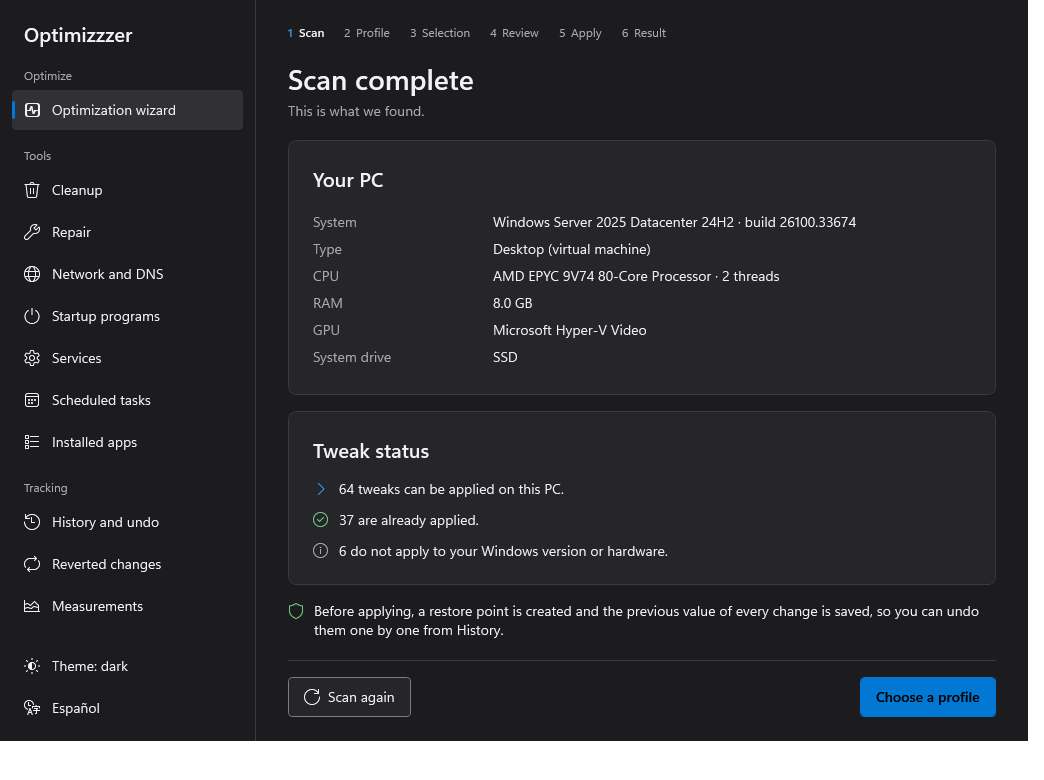 Optimizzzer
Optimize
Optimization wizard
Tools
Cleanup
Repair
Network and DNS
Startup programs
Services
Scheduled tasks
Installed apps
Tracking
History and undo
Reverted changes
Measurements
Theme: dark
Español
1 Scan 2 Profile 3 Selection 4 Review 5 Apply 6 Result
Scan complete
This is what we found.
Your PC
System Windows Server 2025 Datacenter 24H2 · build 26100.33674
Type Desktop (virtual machine)
CPU AMD EPYC 9V74 80-Core Processor · 2 threads
RAM 8.0 GB
GPU Microsoft Hyper-V Video
System drive SSD
Tweak status
64 tweaks can be applied on this PC.
37 are already applied.
6 do not apply to your Windows version or hardware.
Before applying, a restore point is created and the previous value of every change is saved, so you can undo
them one by one from History.
Scan again
Choose a profile